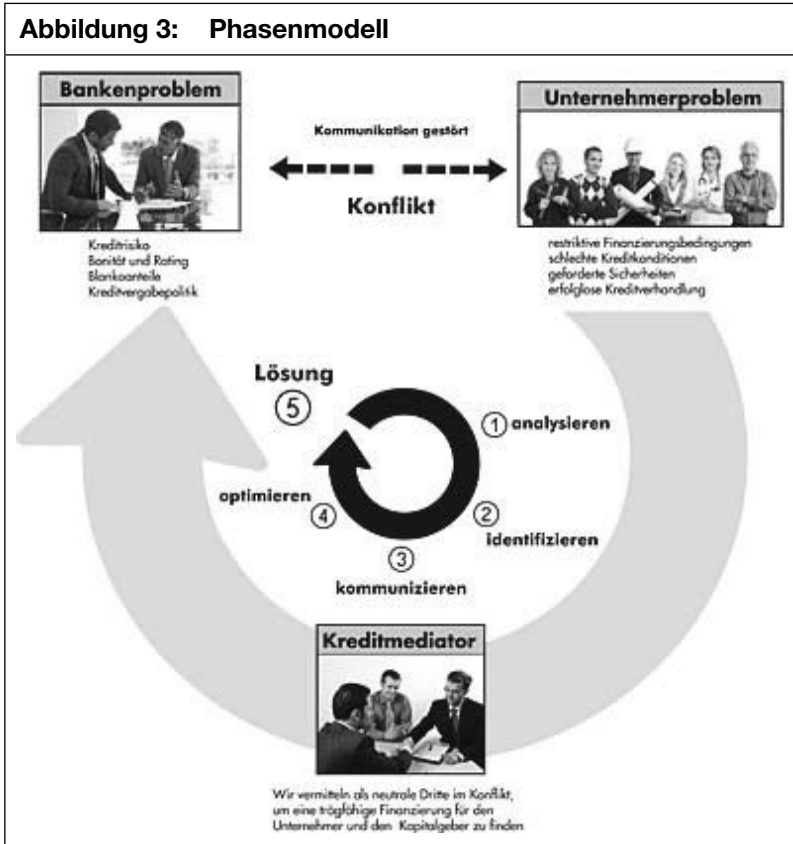 Abbildung 3: Phasenmodell
Bankenproblem
Kommunikation gestört
Konflikt
Unternehmerproblem
Kreditrisiko
Bonität und Rating
Blankoanteile
Kreditvergabepolitik
restriktive Finanzierungsbedingungen
schlechte Kreditkonditionen
geforderte Sicherheiten
erfolglose Kreditverhandlung
Lösung
5
1 analysieren
2
identifizieren
3
kommunizieren
optimieren
4
Kreditmediator
Wir vermitteln als neutrale Dritte im Konflikt,
um eine tragfähige Finanzierung für den
Unternehmer und den Kapitalgeber zu finden